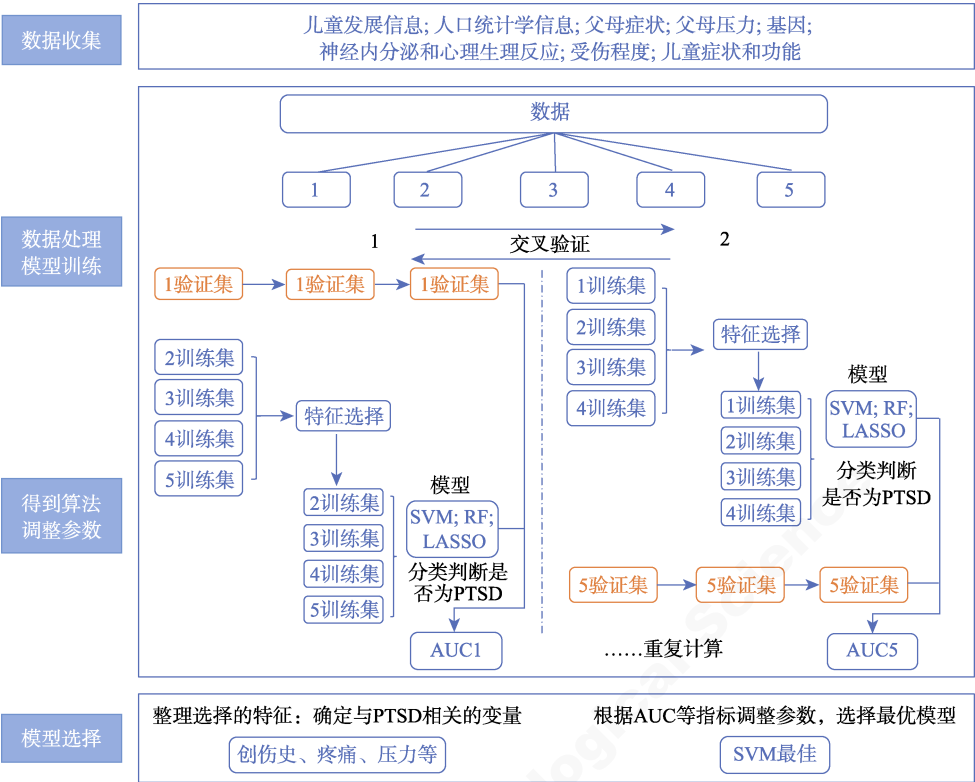 数据收集
儿童发展信息; 人口统计学信息; 父母症状; 父母压力; 基因;
神经内分泌和心理生理反应; 受伤程度; 儿童症状和功能
数据
1
2
3
4
5
数据处理
模型训练
1
交叉验证
2
1验证集
1验证集
1验证集
2训练集
3训练集
4训练集
5训练集
特征选择
2训练集
3训练集
4训练集
5训练集
模型
SVM; RF;
LASSO
分类判断是
否为PTSD
AUC1
1训练集
2训练集
3训练集
4训练集
特征选择
1训练集
2训练集
3训练集
4训练集
模型
SVM; RF;
LASSO
分类判断
是否为PTSD
5验证集
5验证集
5验证集
……重复计算
AUC5
得到算法
调整参数
模型选择
整理选择的特征：确定与PTSD相关的变量
创伤史、疼痛、压力等
根据AUC等指标调整参数，选择最优模型
SVM最佳